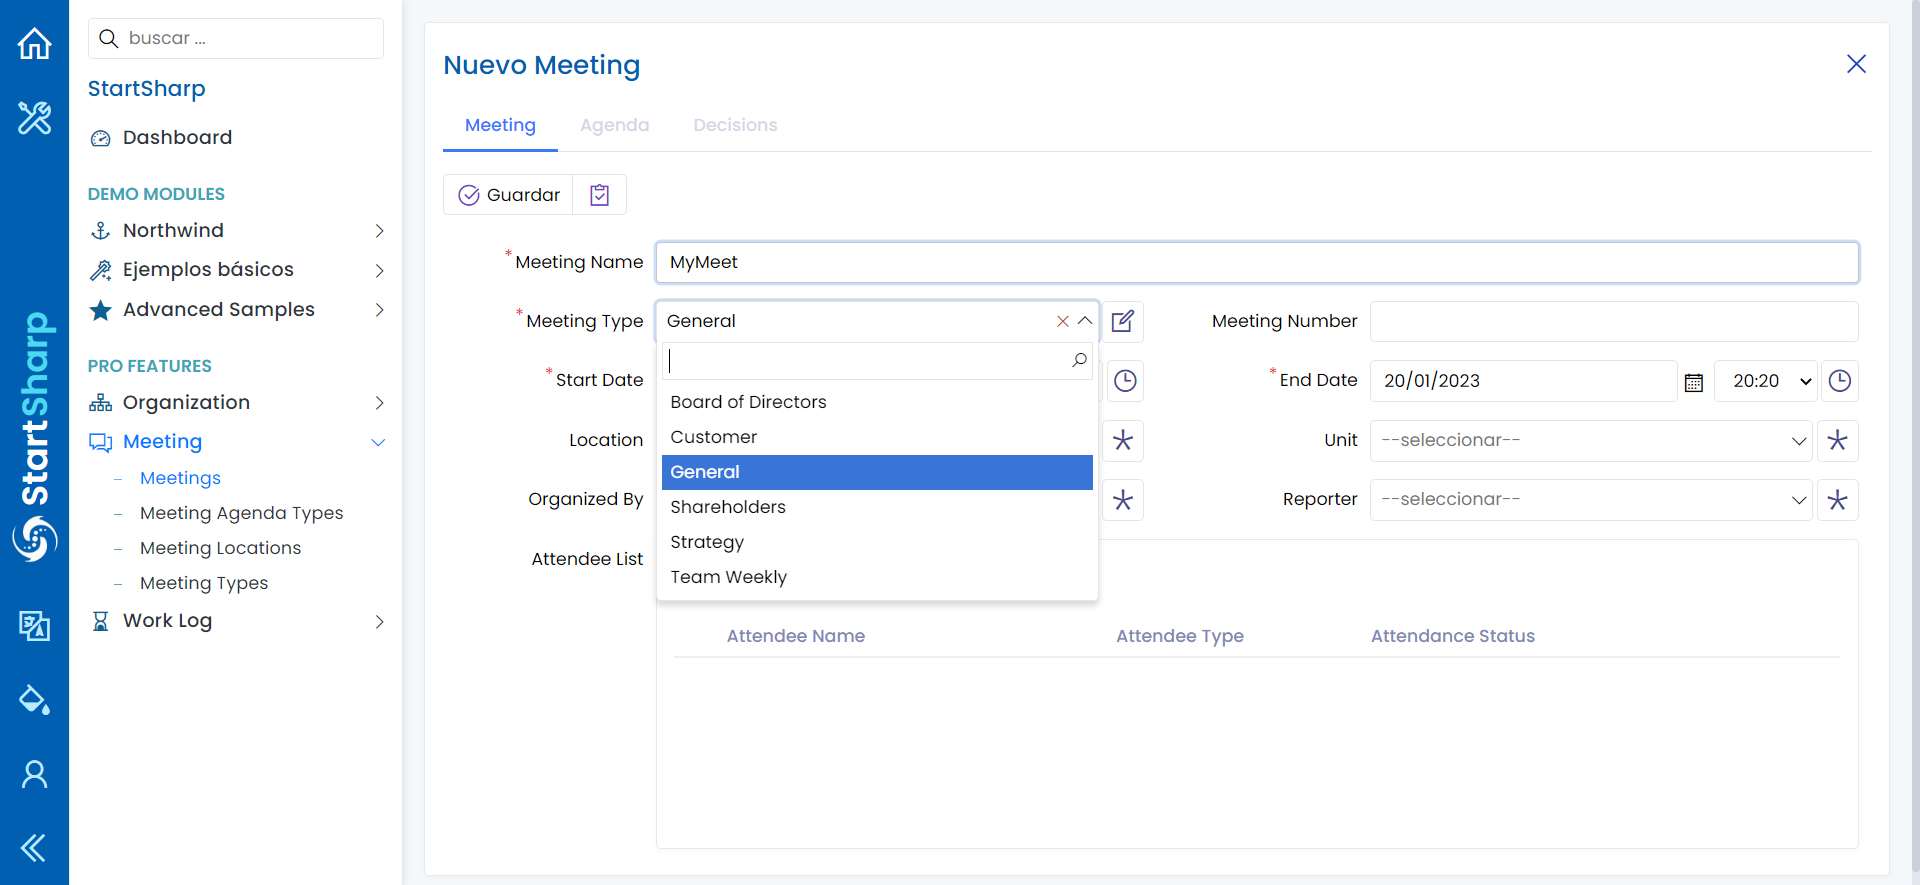 buscar ...
StartSharp
Dashboard
DEMO MODULES
Northwind
Ejemplos básicos
Advanced Samples
PRO FEATURES
Organization
Meeting
Meetings
Meeting Agenda Types
Meeting Locations
Meeting Types
Work Log
StartSharp
Nuevo Meeting
Meeting Agenda Decisions
Guardar
*Meeting Name MyMeet
*Meeting Type General
Meeting Number
*Start Date
*End Date 20/01/2023 20:20
Location
Unit --seleccionar--
Organized By
Reporter --seleccionar--
Attendee List
Board of Directors
Customer
General
Shareholders
Strategy
Team Weekly
Attendee Name Attendee Type Attendance Status